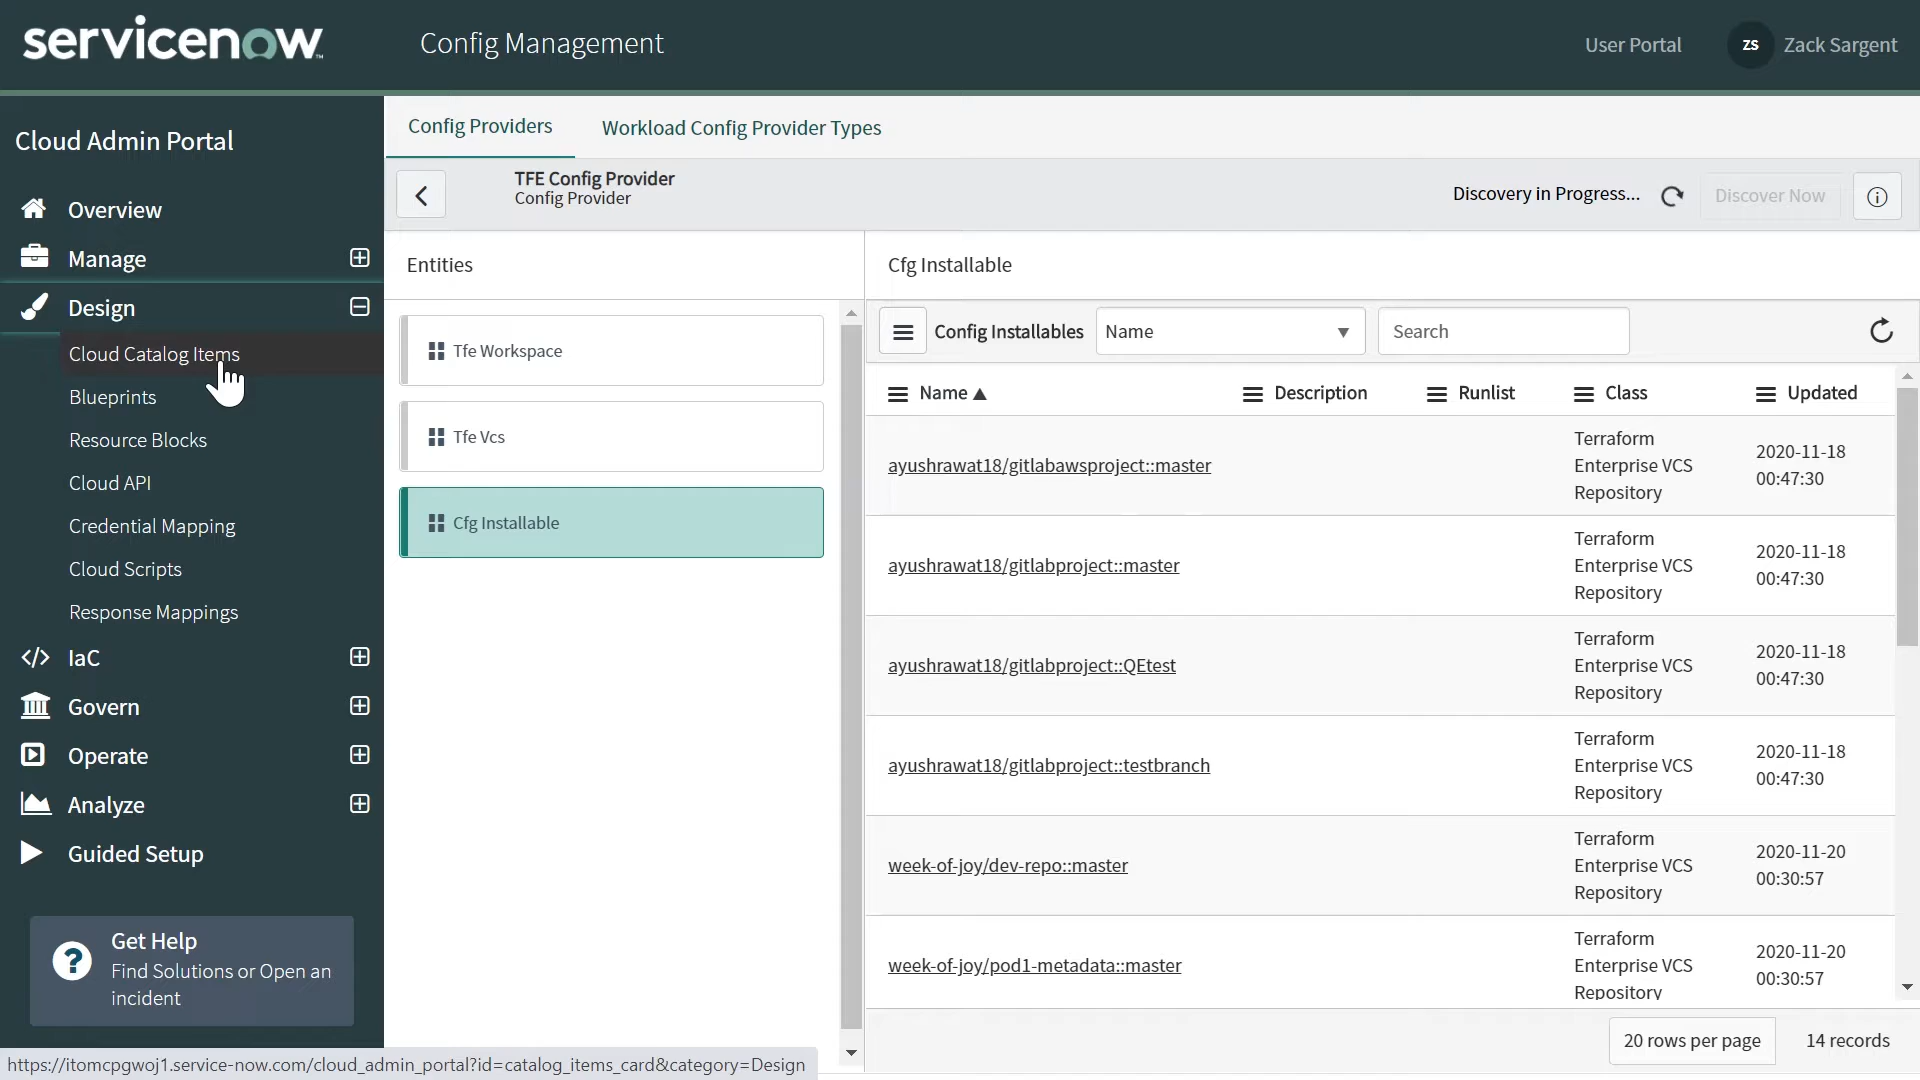 servicenow
Config Management
User Portal
ZS
Zack Sargent
Cloud Admin Portal
Overview
Manage
Design
Cloud Catalog Items
Blueprints
Resource Blocks
Cloud API
Credential Mapping
Cloud Scripts
Response Mappings
IaC
Govern
Operate
Analyze
Guided Setup
Get Help
Find Solutions or Open an
incident
https://itomcpgwoj1.service-now.com/cloud_admin_portal?id=catalog_items_card&category=Design
Config Providers
Workload Config Provider Types
TFE Config Provider
Config Provider
Discovery in Progress...
Discover Now
Entities
Tfe Workspace
Tfe Vcs
Cfg Installable
Cfg Installable
Config Installables
Name
Search
Name Description Runlist Class Updated
ayushrawat18/gitlabawsproject::master
Terraform
Enterprise VCS
Repository
2020-11-18
00:47:30
ayushrawat18/gitlabproject::master
Terraform
Enterprise VCS
Repository
2020-11-18
00:47:30
ayushrawat18/gitlabproject::QEtest
Terraform
Enterprise VCS
Repository
2020-11-18
00:47:30
ayushrawat18/gitlabproject::testbranch
Terraform
Enterprise VCS
Repository
2020-11-18
00:47:30
week-of-joy/dev-repo::master
Terraform
Enterprise VCS
Repository
2020-11-20
00:30:57
week-of-joy/pod1-metadata::master
Terraform
Enterprise VCS
Repository
2020-11-20
00:30:57
20 rows per page
14 records